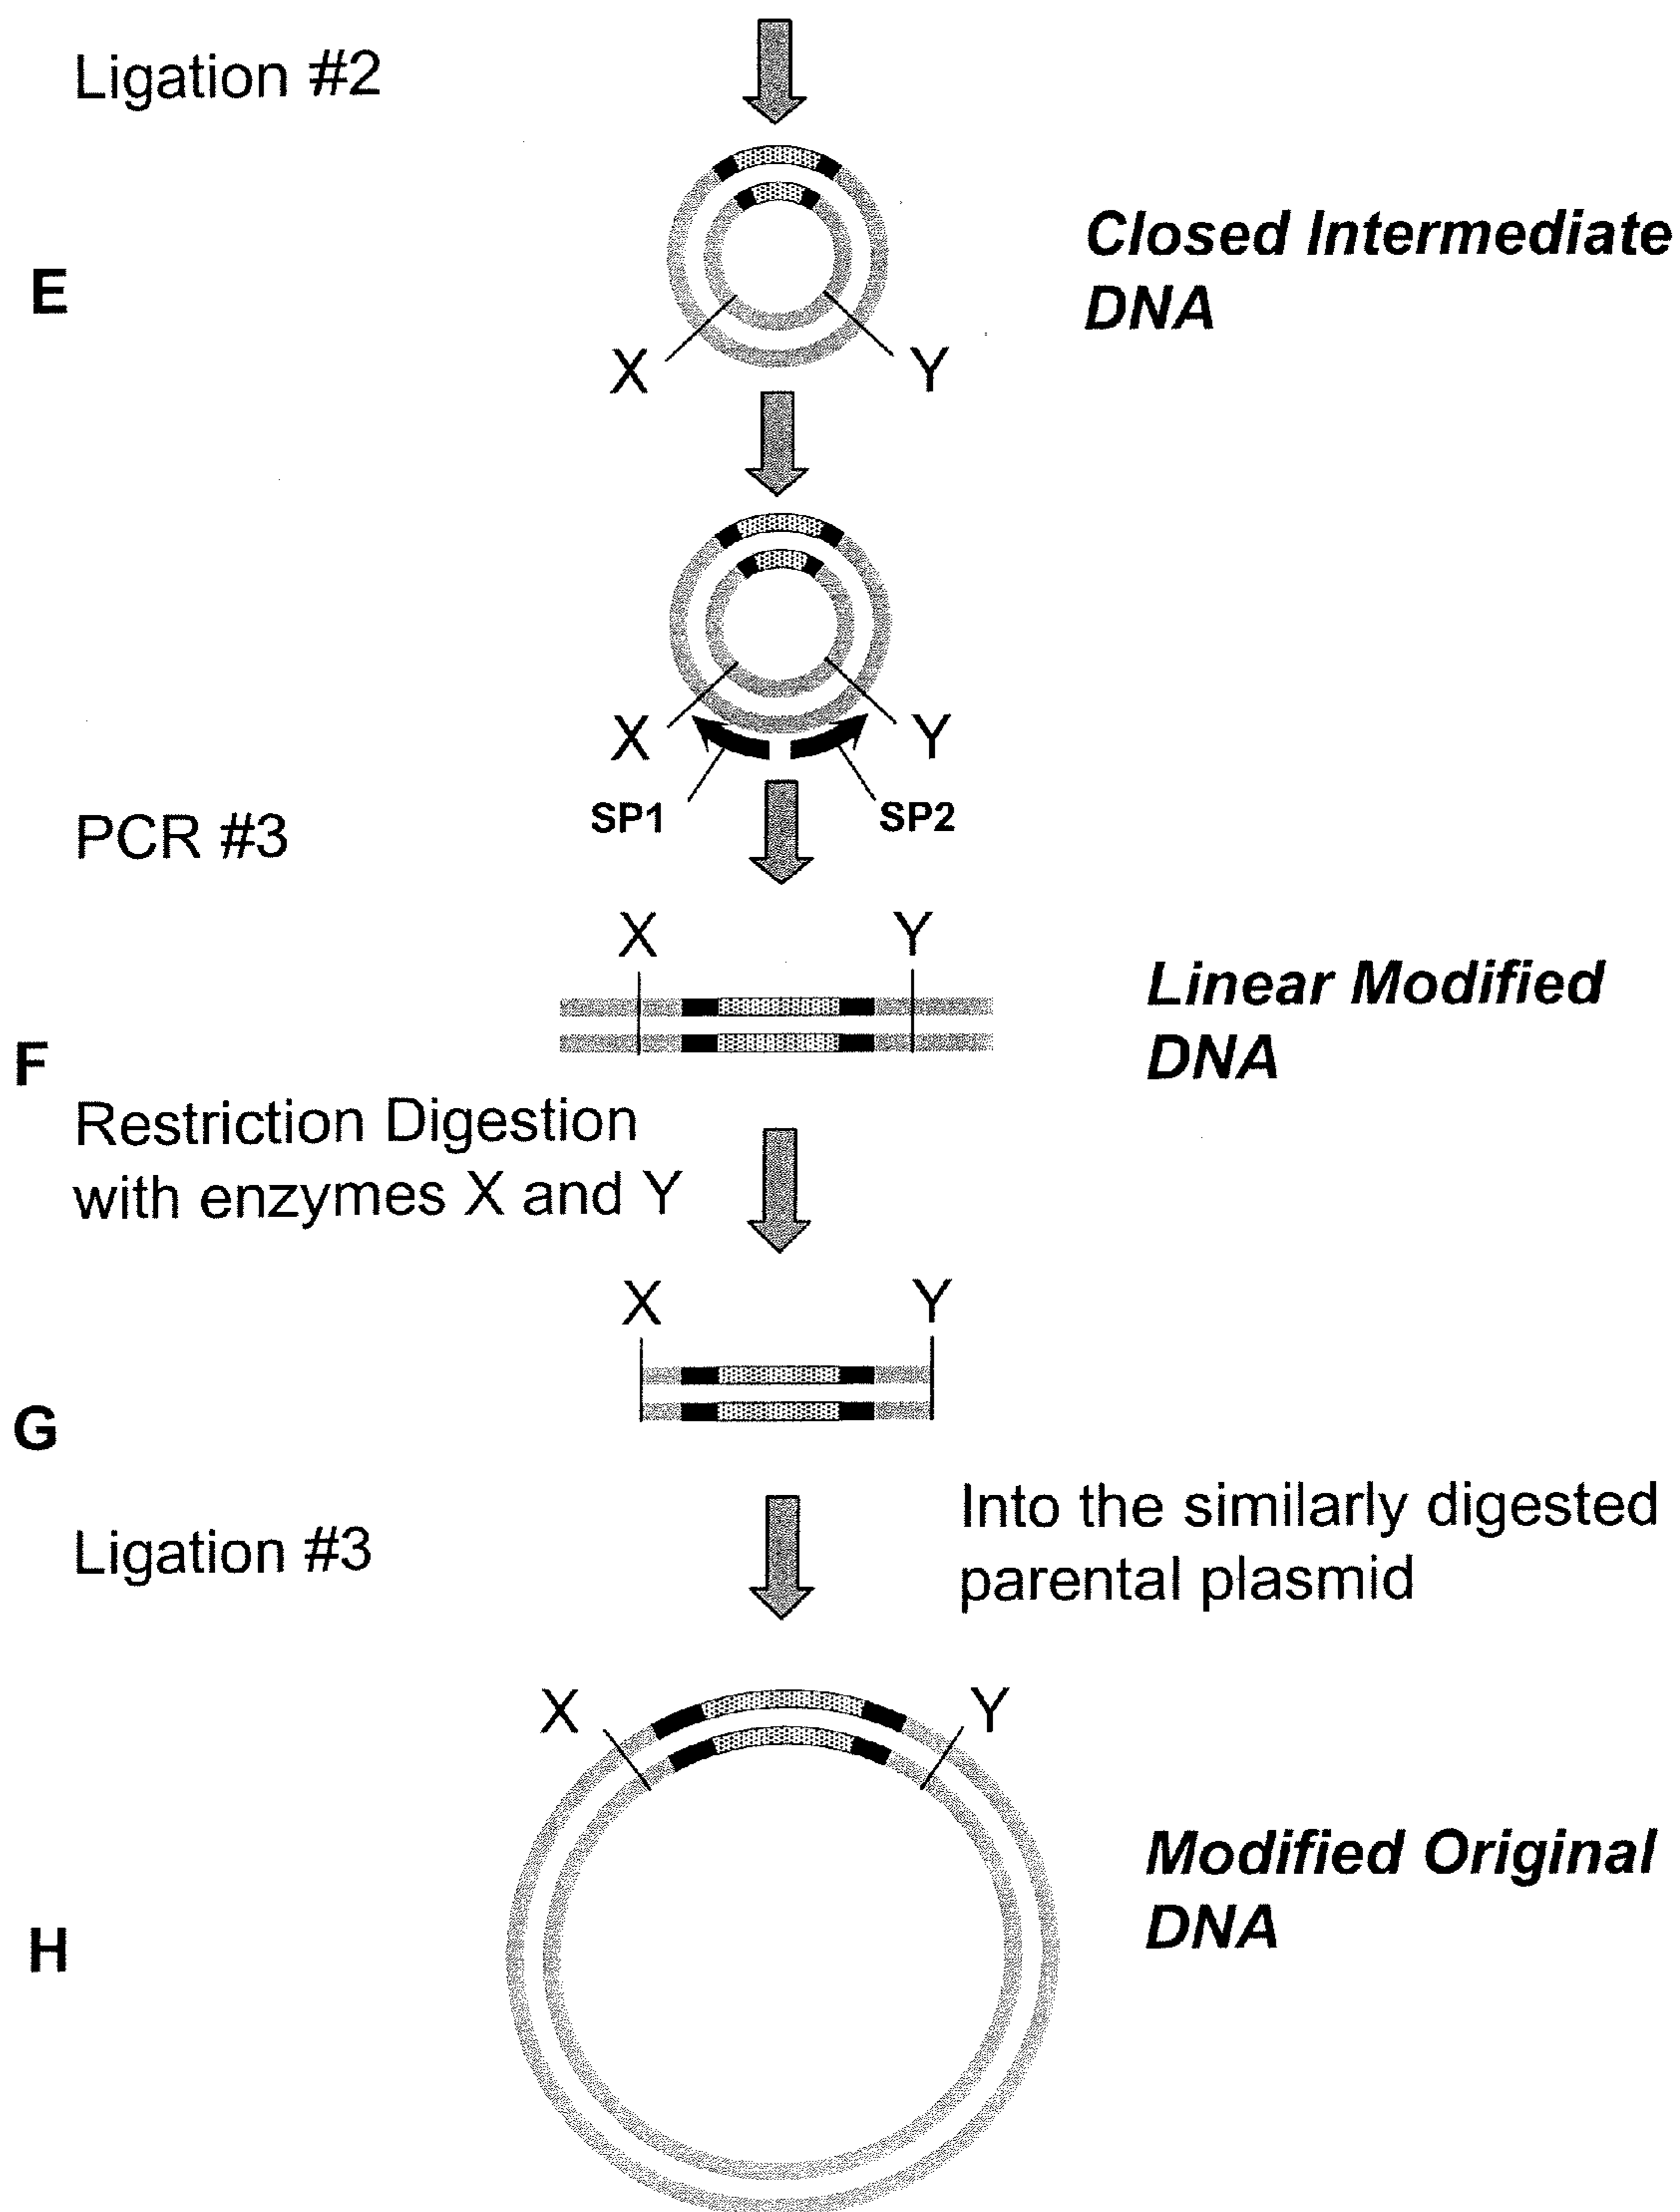 Ligation #2
Closed Intermediate
DNA
E
X
Y
X
Y
SP1
SP2
PCR #3
X
Y
Linear Modified
DNA
F
Restriction Digestion
with enzymes X and Y
X
Y
G
Into the similarly digested
parental plasmid
Ligation #3
X
Y
Modified Original
DNA
H